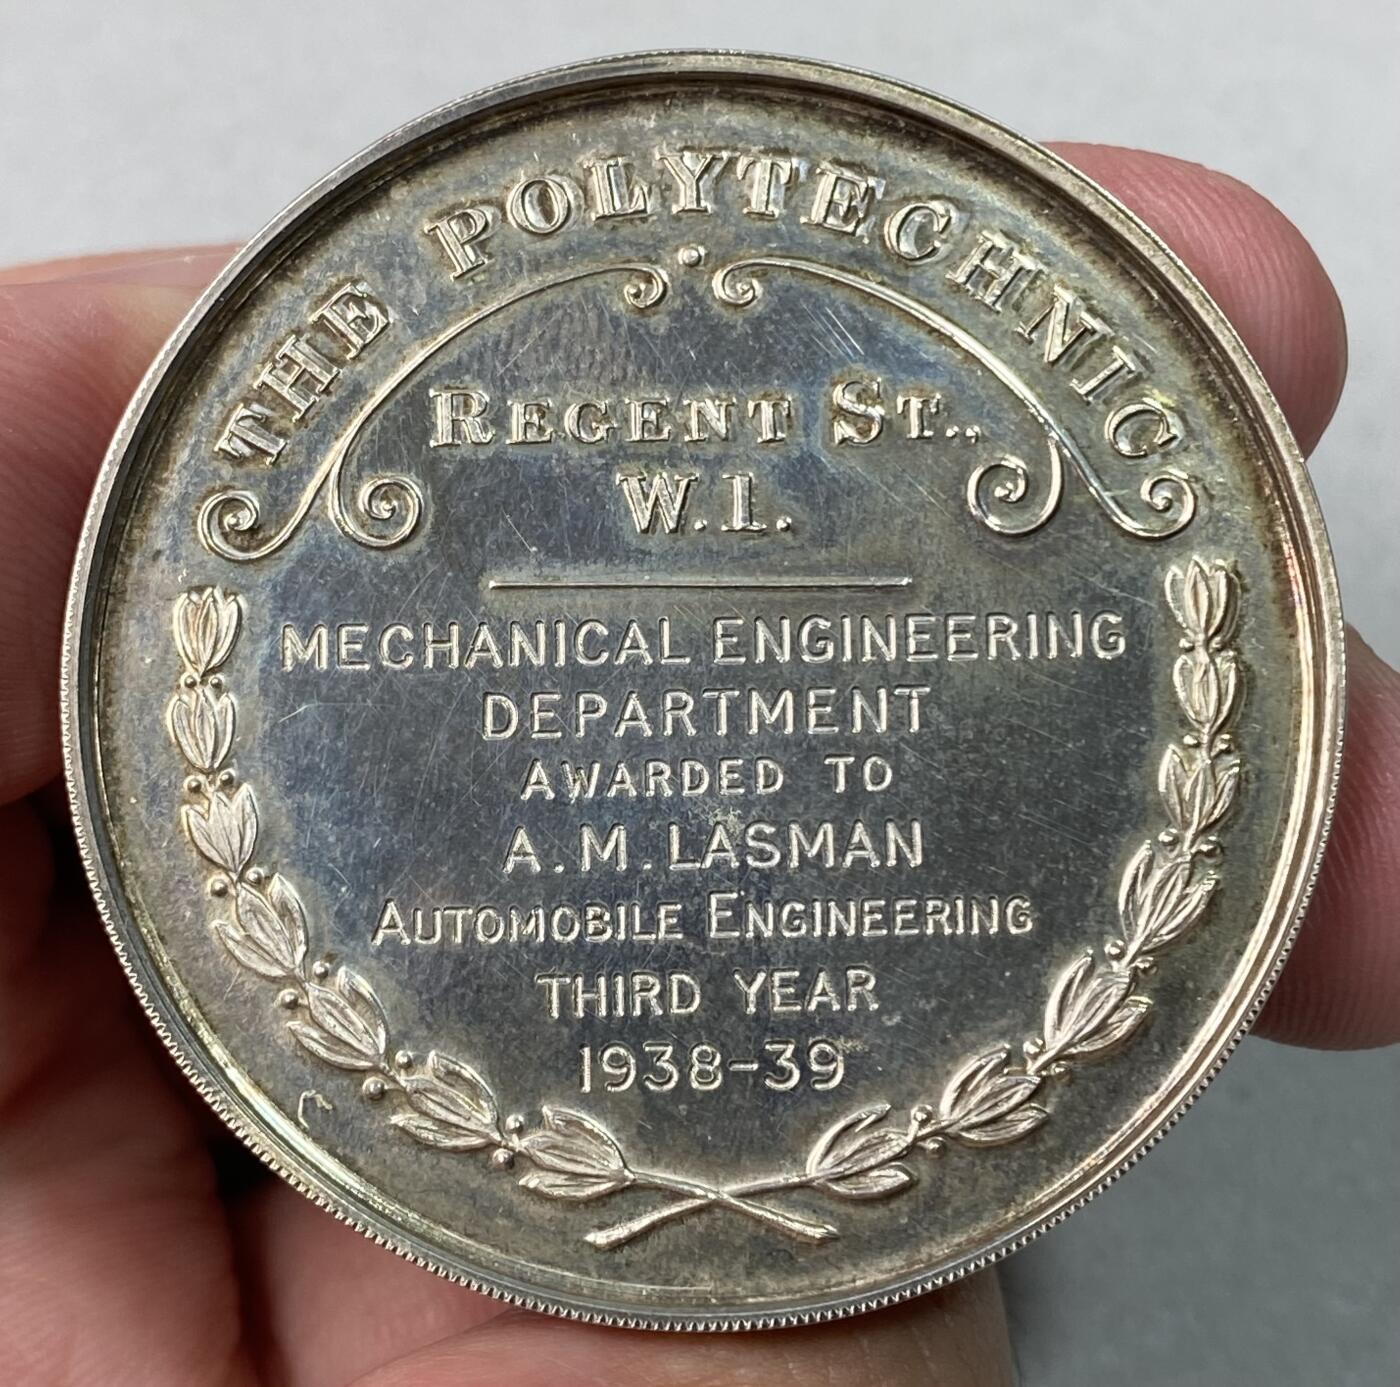 THE POLYTECHNIC
REGENT ST.,
W.1.
MECHANICAL ENGINEERING
DEPARTMENT
AWARDED TO
A.M.LASMAN
AUTOMOBILE ENGINEERING
THIRD YEAR
1938-39